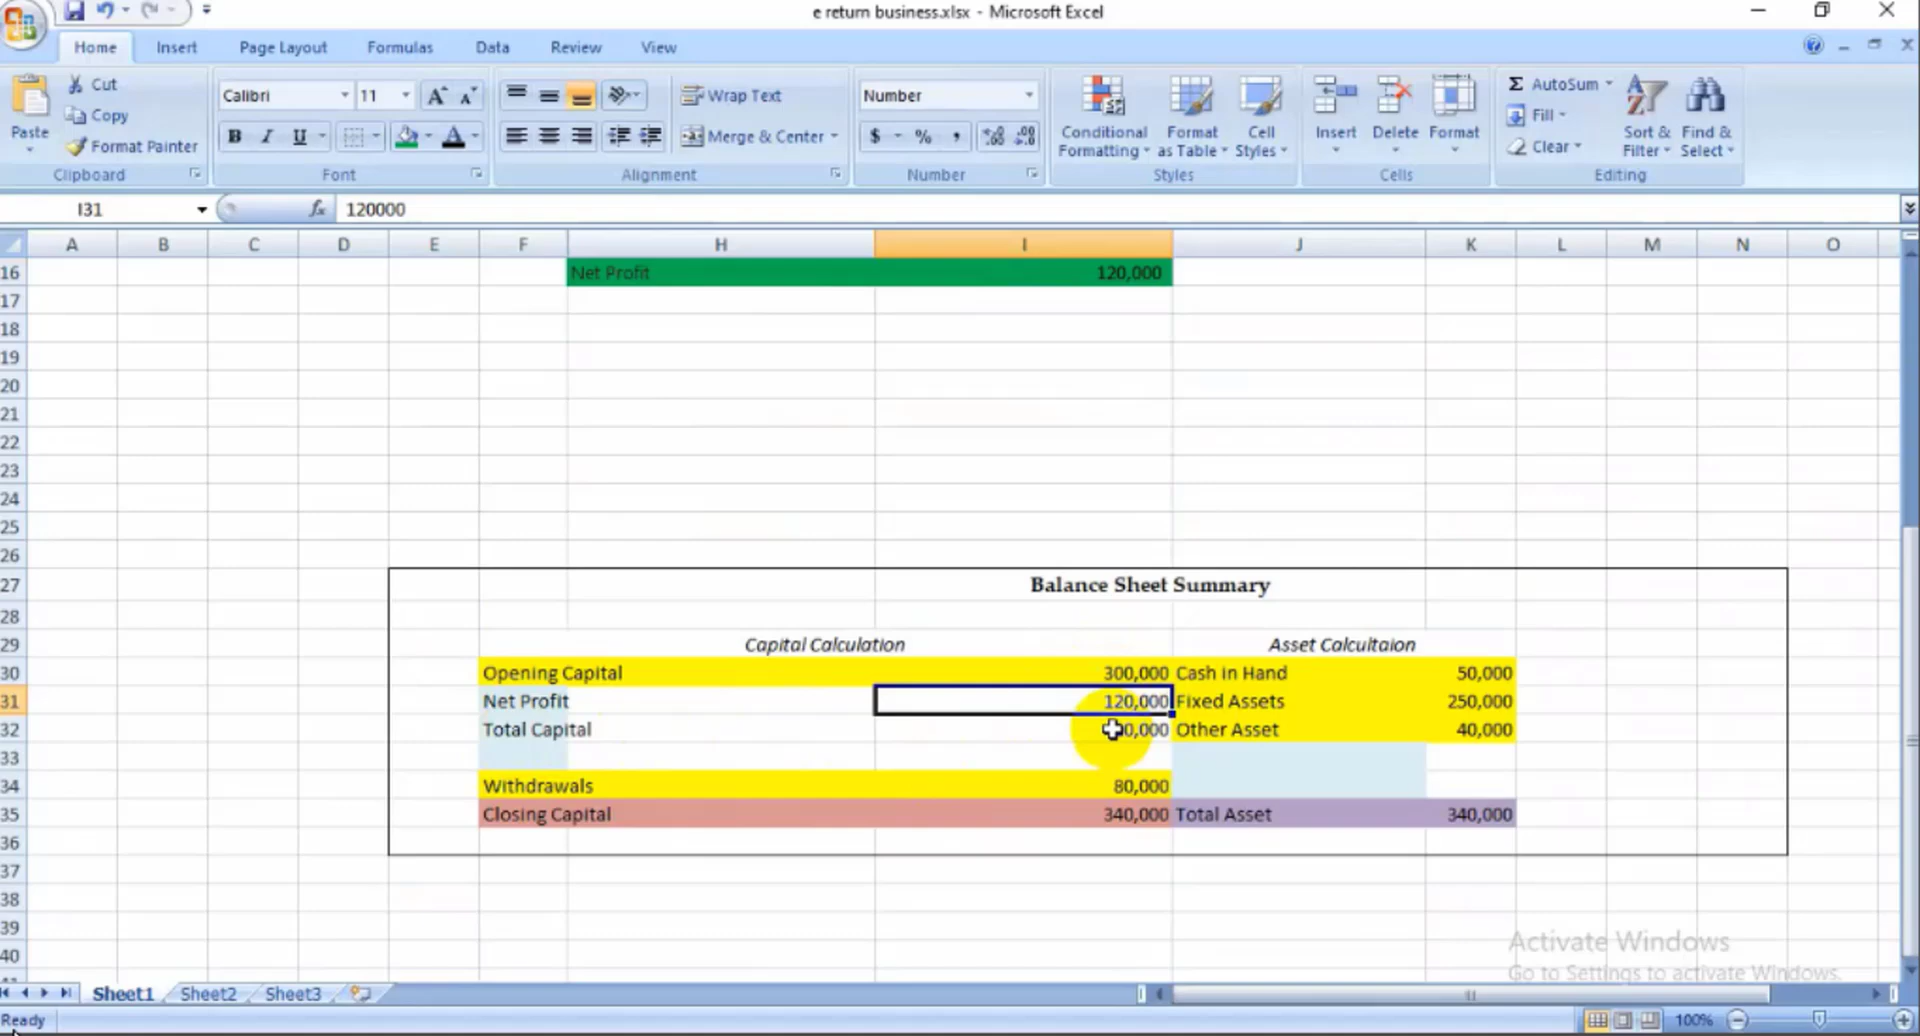 e return business.xlsx - Microsoft Excel
Home Insert Page Layout Formulas Data Review View
Cut
Copy
Format Painter
Paste
Clipboard
Calibri 11
B I U
Font
Wrap Text
Merge & Center
Alignment
Number
$ % ,
Number
Conditional Formatting
Format as Table
Cell Styles
Styles
Insert Delete Format
Cells
Σ AutoSum
Fill
Clear
Sort & Filter
Find & Select
Editing
I31 fx 120000
A B C D E F H I J K L M N O
16 Net Profit 120,000
17
18
19
20
21
22
23
24
25
26
27 Balance Sheet Summary
28
29 Capital Calculation Asset Calcultaion
30 Opening Capital 300,000 Cash in Hand 50,000
31 Net Profit 120,000 Fixed Assets 250,000
32 Total Capital 0,000 Other Asset 40,000
33
34 Withdrawals 80,000
35 Closing Capital 340,000 Total Asset 340,000
36
37
38
39
40
Activate Windows
Go to Settings to activate Windows.
Sheet1 Sheet2 Sheet3
Ready 100%